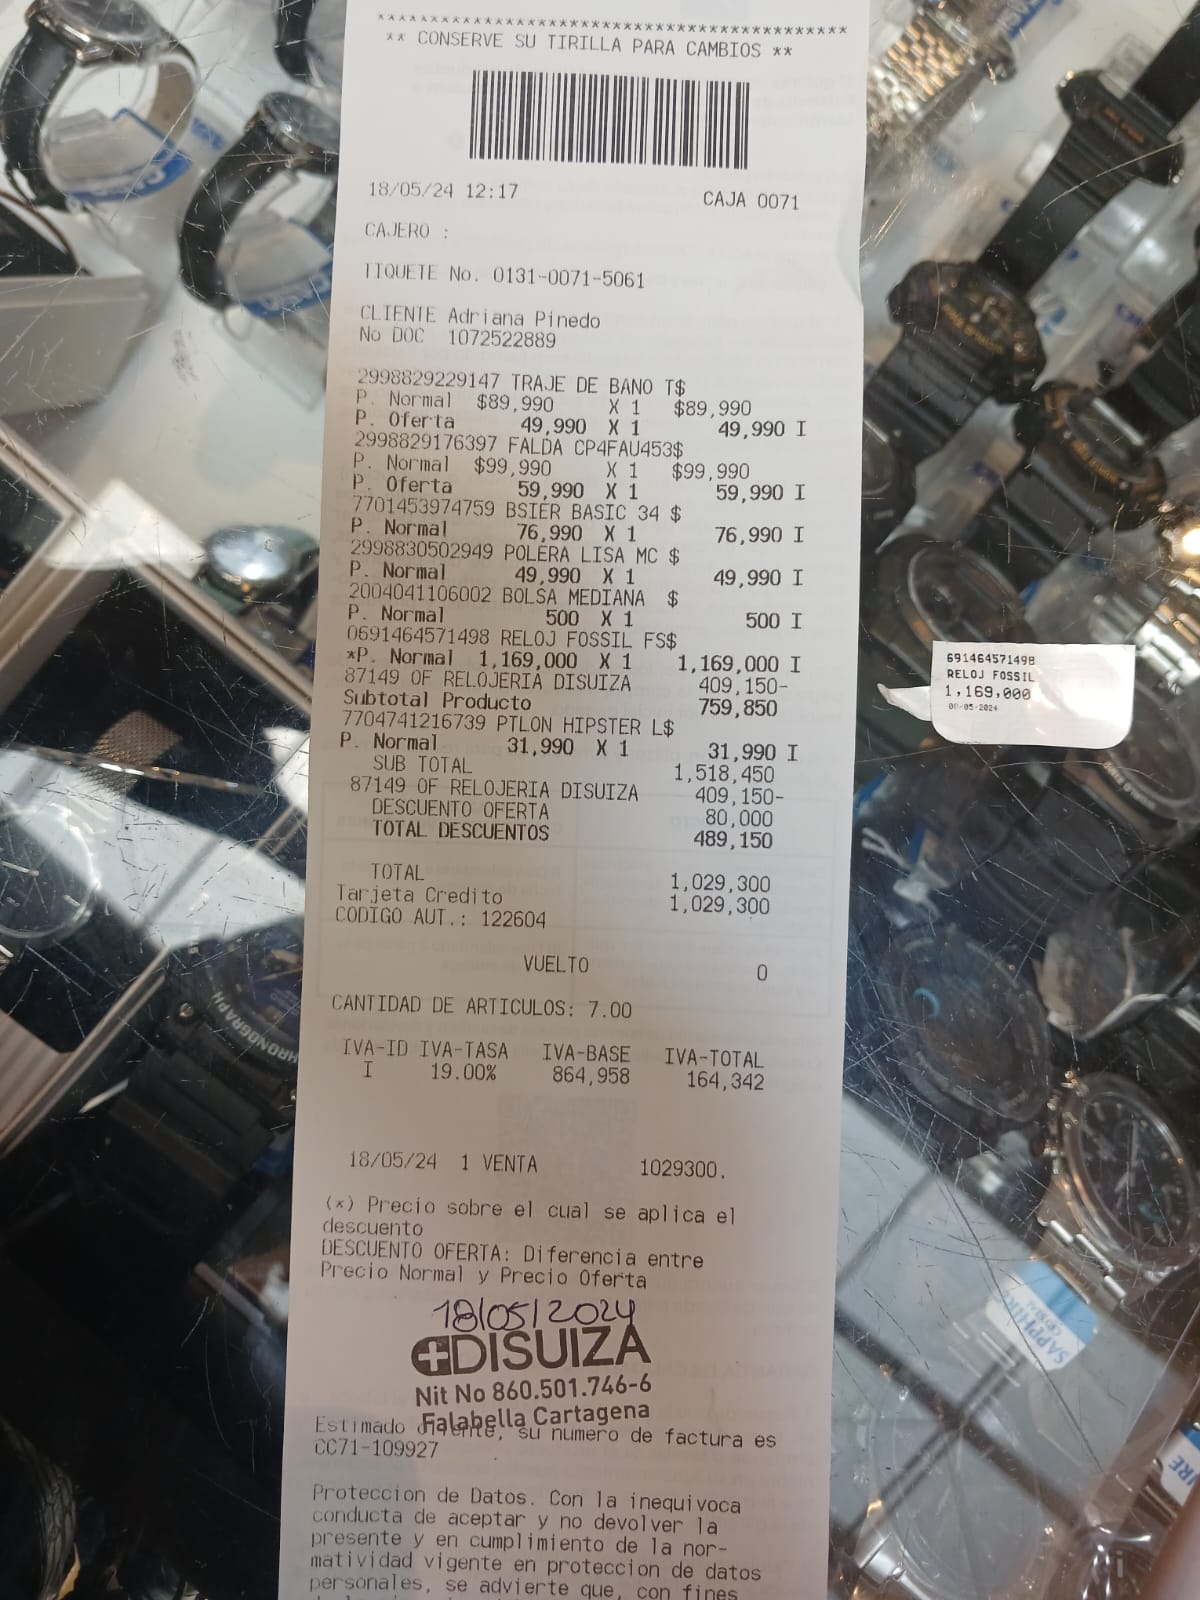 ****************************************
** CONSERVE SU TIRILLA PARA CAMBIOS **
18/05/24 12:17 CAJA 0071
CAJERO :
TIQUETE No. 0131-0071-5061
CLIENTE Adriana Pinedo
No DOC 1072522889
2998829229147 TRAJE DE BANO T$
P. Normal $89,990 X 1 $89,990
P. Oferta 49,990 X 1 49,990 I
2998829176397 FALDA CP4FAU453$
P. Normal $99,990 X 1 $99,990
P. Oferta 59,990 X 1 59,990 I
7701453974759 BSIER BASIC 34 $
P. Normal 76,990 X 1 76,990 I
2998830502949 POLERA LISA MC $
P. Normal 49,990 X 1 49,990 I
2004041106002 BOLSA MEDIANA $
P. Normal 500 X 1 500 I
0691464571498 RELOJ FOSSIL FS$
*P. Normal 1,169,000 X 1 1,169,000 I
87149 OF RELOJERIA DISUIZA 409,150-
Subtotal Producto 759,850
7704741216739 PTLON HIPSTER L$
P. Normal 31,990 X 1 31,990 I
SUB TOTAL 1,518,450
87149 OF RELOJERIA DISUIZA 409,150-
DESCUENTO OFERTA 80,000
TOTAL DESCUENTOS 489,150
TOTAL 1,029,300
Tarjeta Credito 1,029,300
CODIGO AUT.: 122604
VUELTO 0
CANTIDAD DE ARTICULOS: 7.00
IVA-ID IVA-TASA IVA-BASE IVA-TOTAL
I 19.00% 864,958 164,342
18/05/24 1 VENTA 1029300.
(*) Precio sobre el cual se aplica el
descuento
DESCUENTO OFERTA: Diferencia entre
Precio Normal y Precio Oferta
18/05/2024
DISUIZA
Nit No 860.501.746-6
Falabella Cartagena
Estimado cliente, su numero de factura es
CC71-109927
Proteccion de Datos. Con la inequivoca
conducta de aceptar y no devolver la
presente y en cumplimiento de la nor-
matividad vigente en proteccion de datos
personales, se advierte que, con fines
691464571498
RELOJ FOSSIL
1,169,000
08/05/2024
CHRONOGRAPH
SAPPHIRE
CRYSTAL